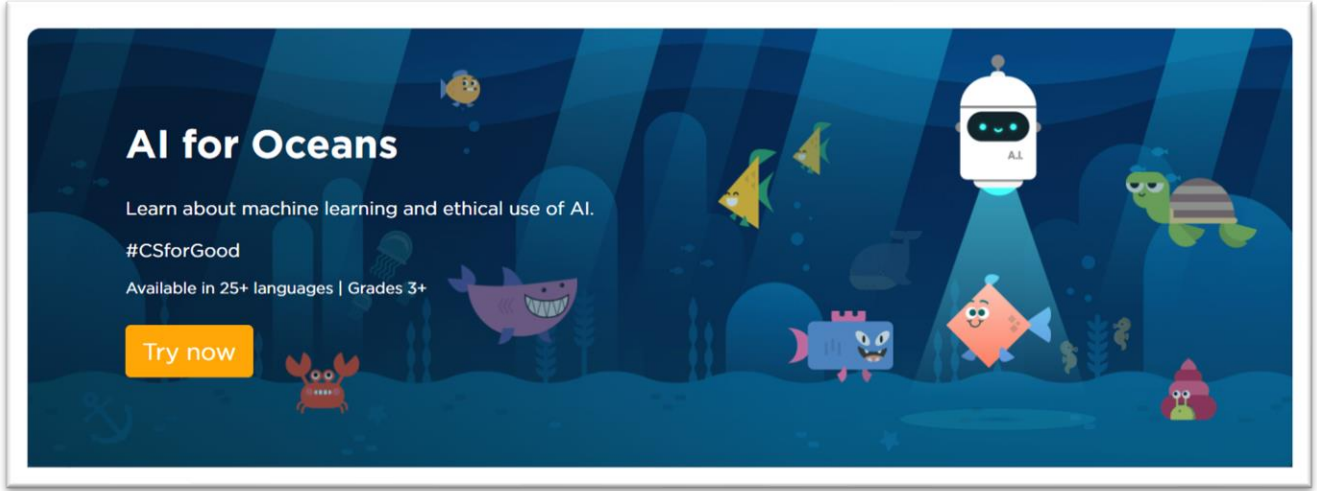 AI for Oceans
Learn about machine learning and ethical use of AI.
#CSforGood
Available in 25+ languages | Grades 3+
Try now
A.I.